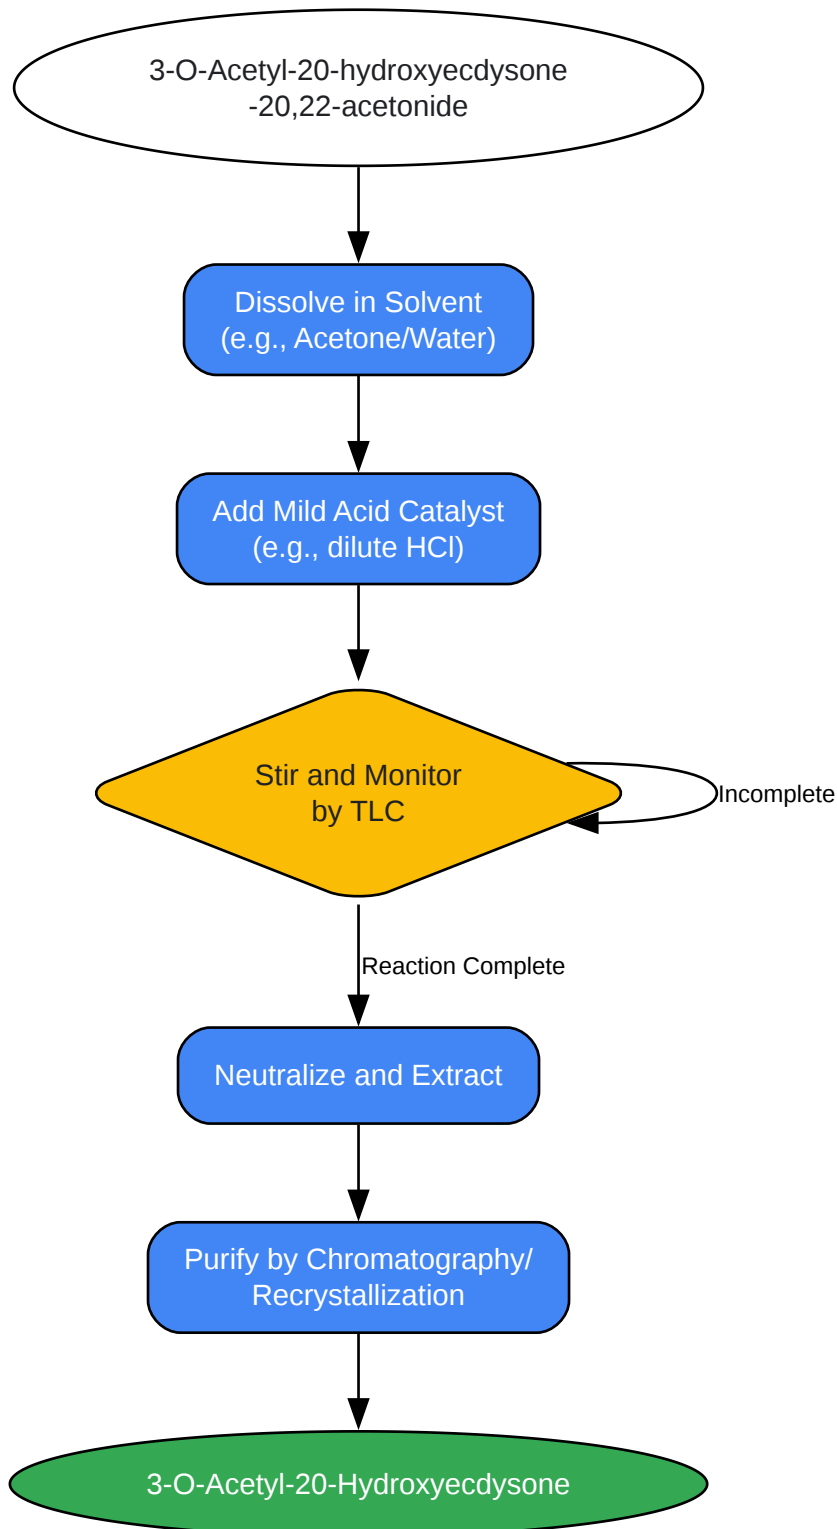 3-O-Acetyl-20-hydroxyecdysone
-20,22-acetonide
Dissolve in Solvent
(e.g., Acetone/Water)
Add Mild Acid Catalyst
(e.g., dilute HCl)
Stir and Monitor
by TLC
Incomplete
Reaction Complete
Neutralize and Extract
Purify by Chromatography/
Recrystallization
3-O-Acetyl-20-Hydroxyecdysone